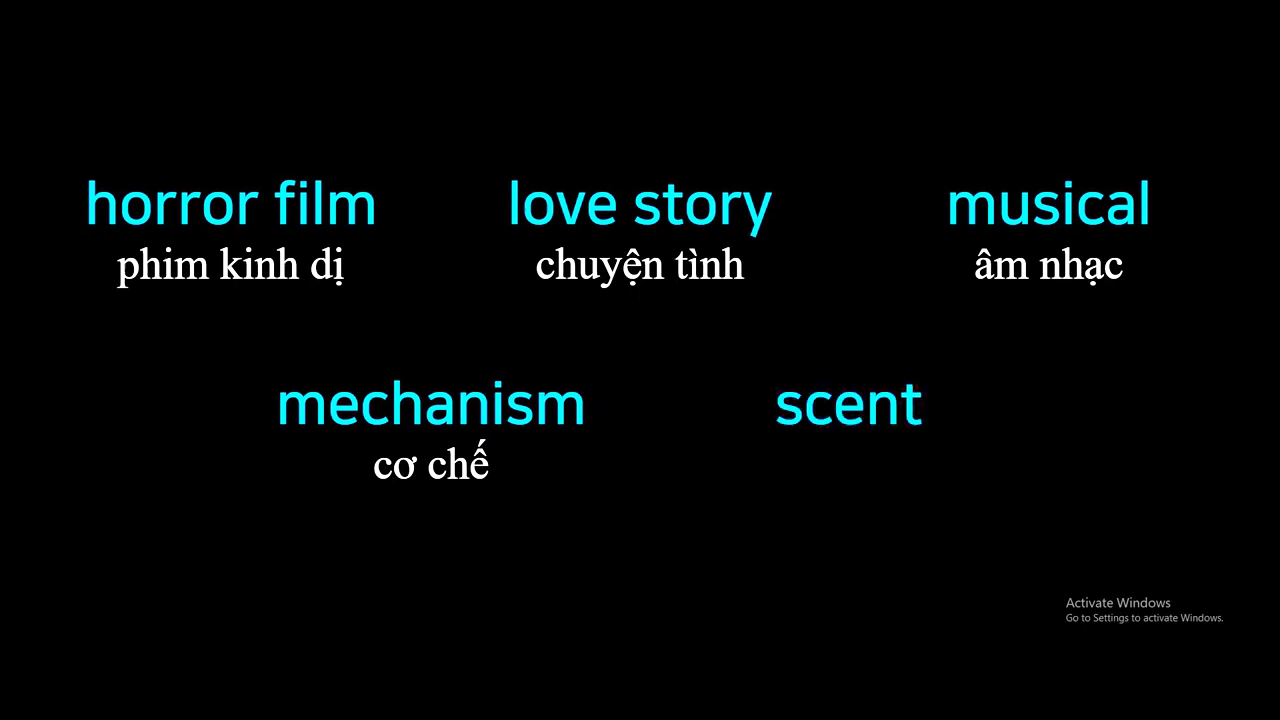 horror film love story musical
phim kinh dị chuyện tình âm nhạc
mechanism scent
cơ chế
Activate Windows
Go to Settings to activate Windows.